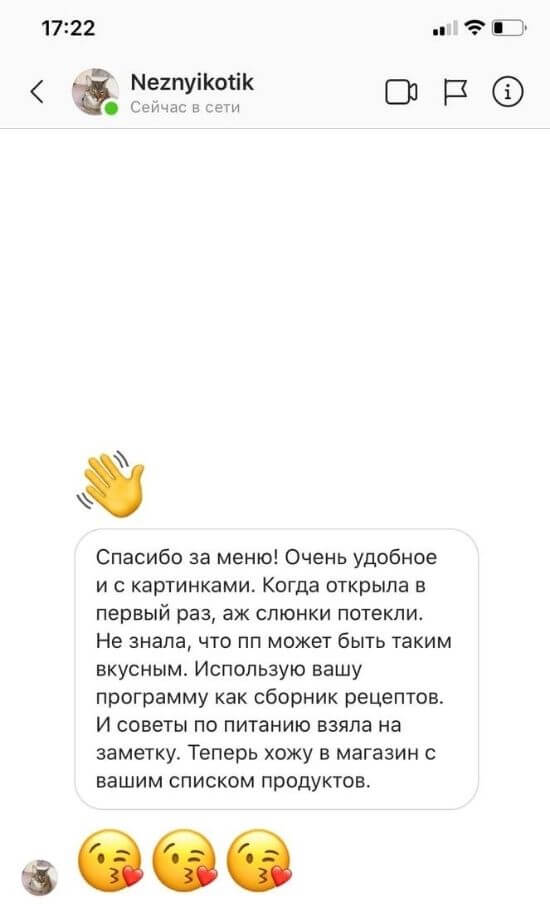 17:22
Neznyikotik
Сейчас в сети
Спасибо за меню! Очень удобное
и с картинками. Когда открыла в
первый раз, аж слюнки потекли.
Не знала, что пп может быть таким
вкусным. Использую вашу
программу как сборник рецептов.
И советы по питанию взяла на
заметку. Теперь хожу в магазин с
вашим списком продуктов.